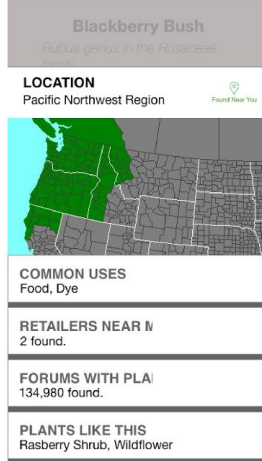 Blackberry Bush
Rubus genus in the Rosaceae
family
LOCATION
Pacific Northwest Region
Found Near You
COMMON USES
Food, Dye
RETAILERS NEAR M
2 found.
FORUMS WITH PLA
134,980 found.
PLANTS LIKE THIS
Rasberry Shrub, Wildflower